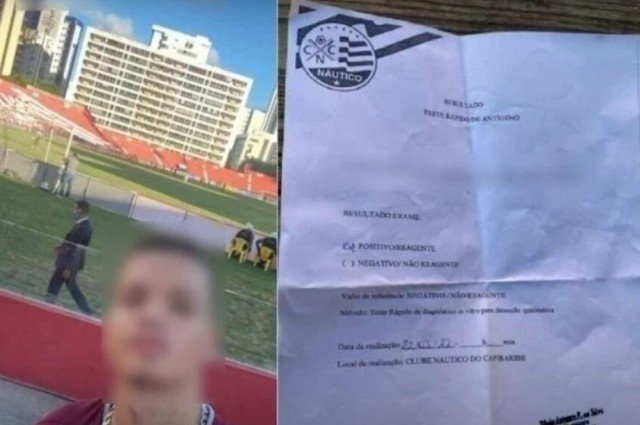 C N C
NÁUTICO
RESULTADO
TESTE RÁPIDO DE ANTÍGENO
RESULTADO EXAME:
POSITIVO/REAGENTE
( ) NEGATIVO/ NÃO REAGENTE
Valor de referência: NEGATIVO / NÃO REAGENTE
Método: Teste Rápido de diagnóstico in vitro para detecção qualitativa
Data da realização: h min
Local de realização: CLUBE NAUTICO DO CAPIBARIBE